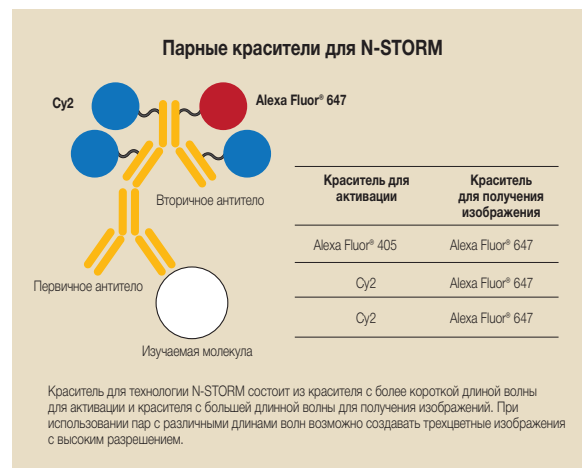 Парные красители для N-STORM
Cy2
Alexa Fluor® 647
Вторичное антитело
Первичное антитело
Изучаемая молекула
Краситель для активации
Краситель для получения изображения
Alexa Fluor® 405 Alexa Fluor® 647
Cy2 Alexa Fluor® 647
Cy2 Alexa Fluor® 647
Краситель для технологии N-STORM состоит из красителя с более короткой длиной волны
для активации и красителя с большей длинной волны для получения изображений. При
использовании пар с различными длинами волн возможно создавать трехцветные изображения
с высоким разрешением.